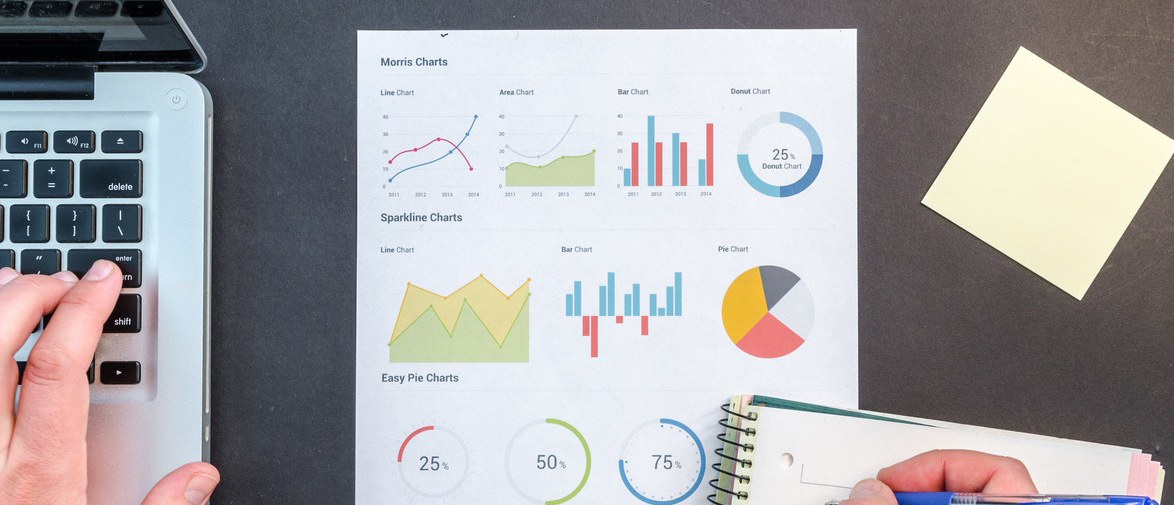 Morris Charts
Line Chart
Area Chart
Bar Chart
Donut Chart
40
30
20
10
0
2011 2012 2013 2014
40
30
20
10
0
2011 2012 2013 2014
40
30
20
10
0
2011 2012 2013 2014
25%
Donut Chart
Sparkline Charts
Line Chart
Bar Chart
Pie Chart
Easy Pie Charts
25%
50%
75%
F11
F12
- + =
delete
{ [
} ]
| \
"
enter
shift